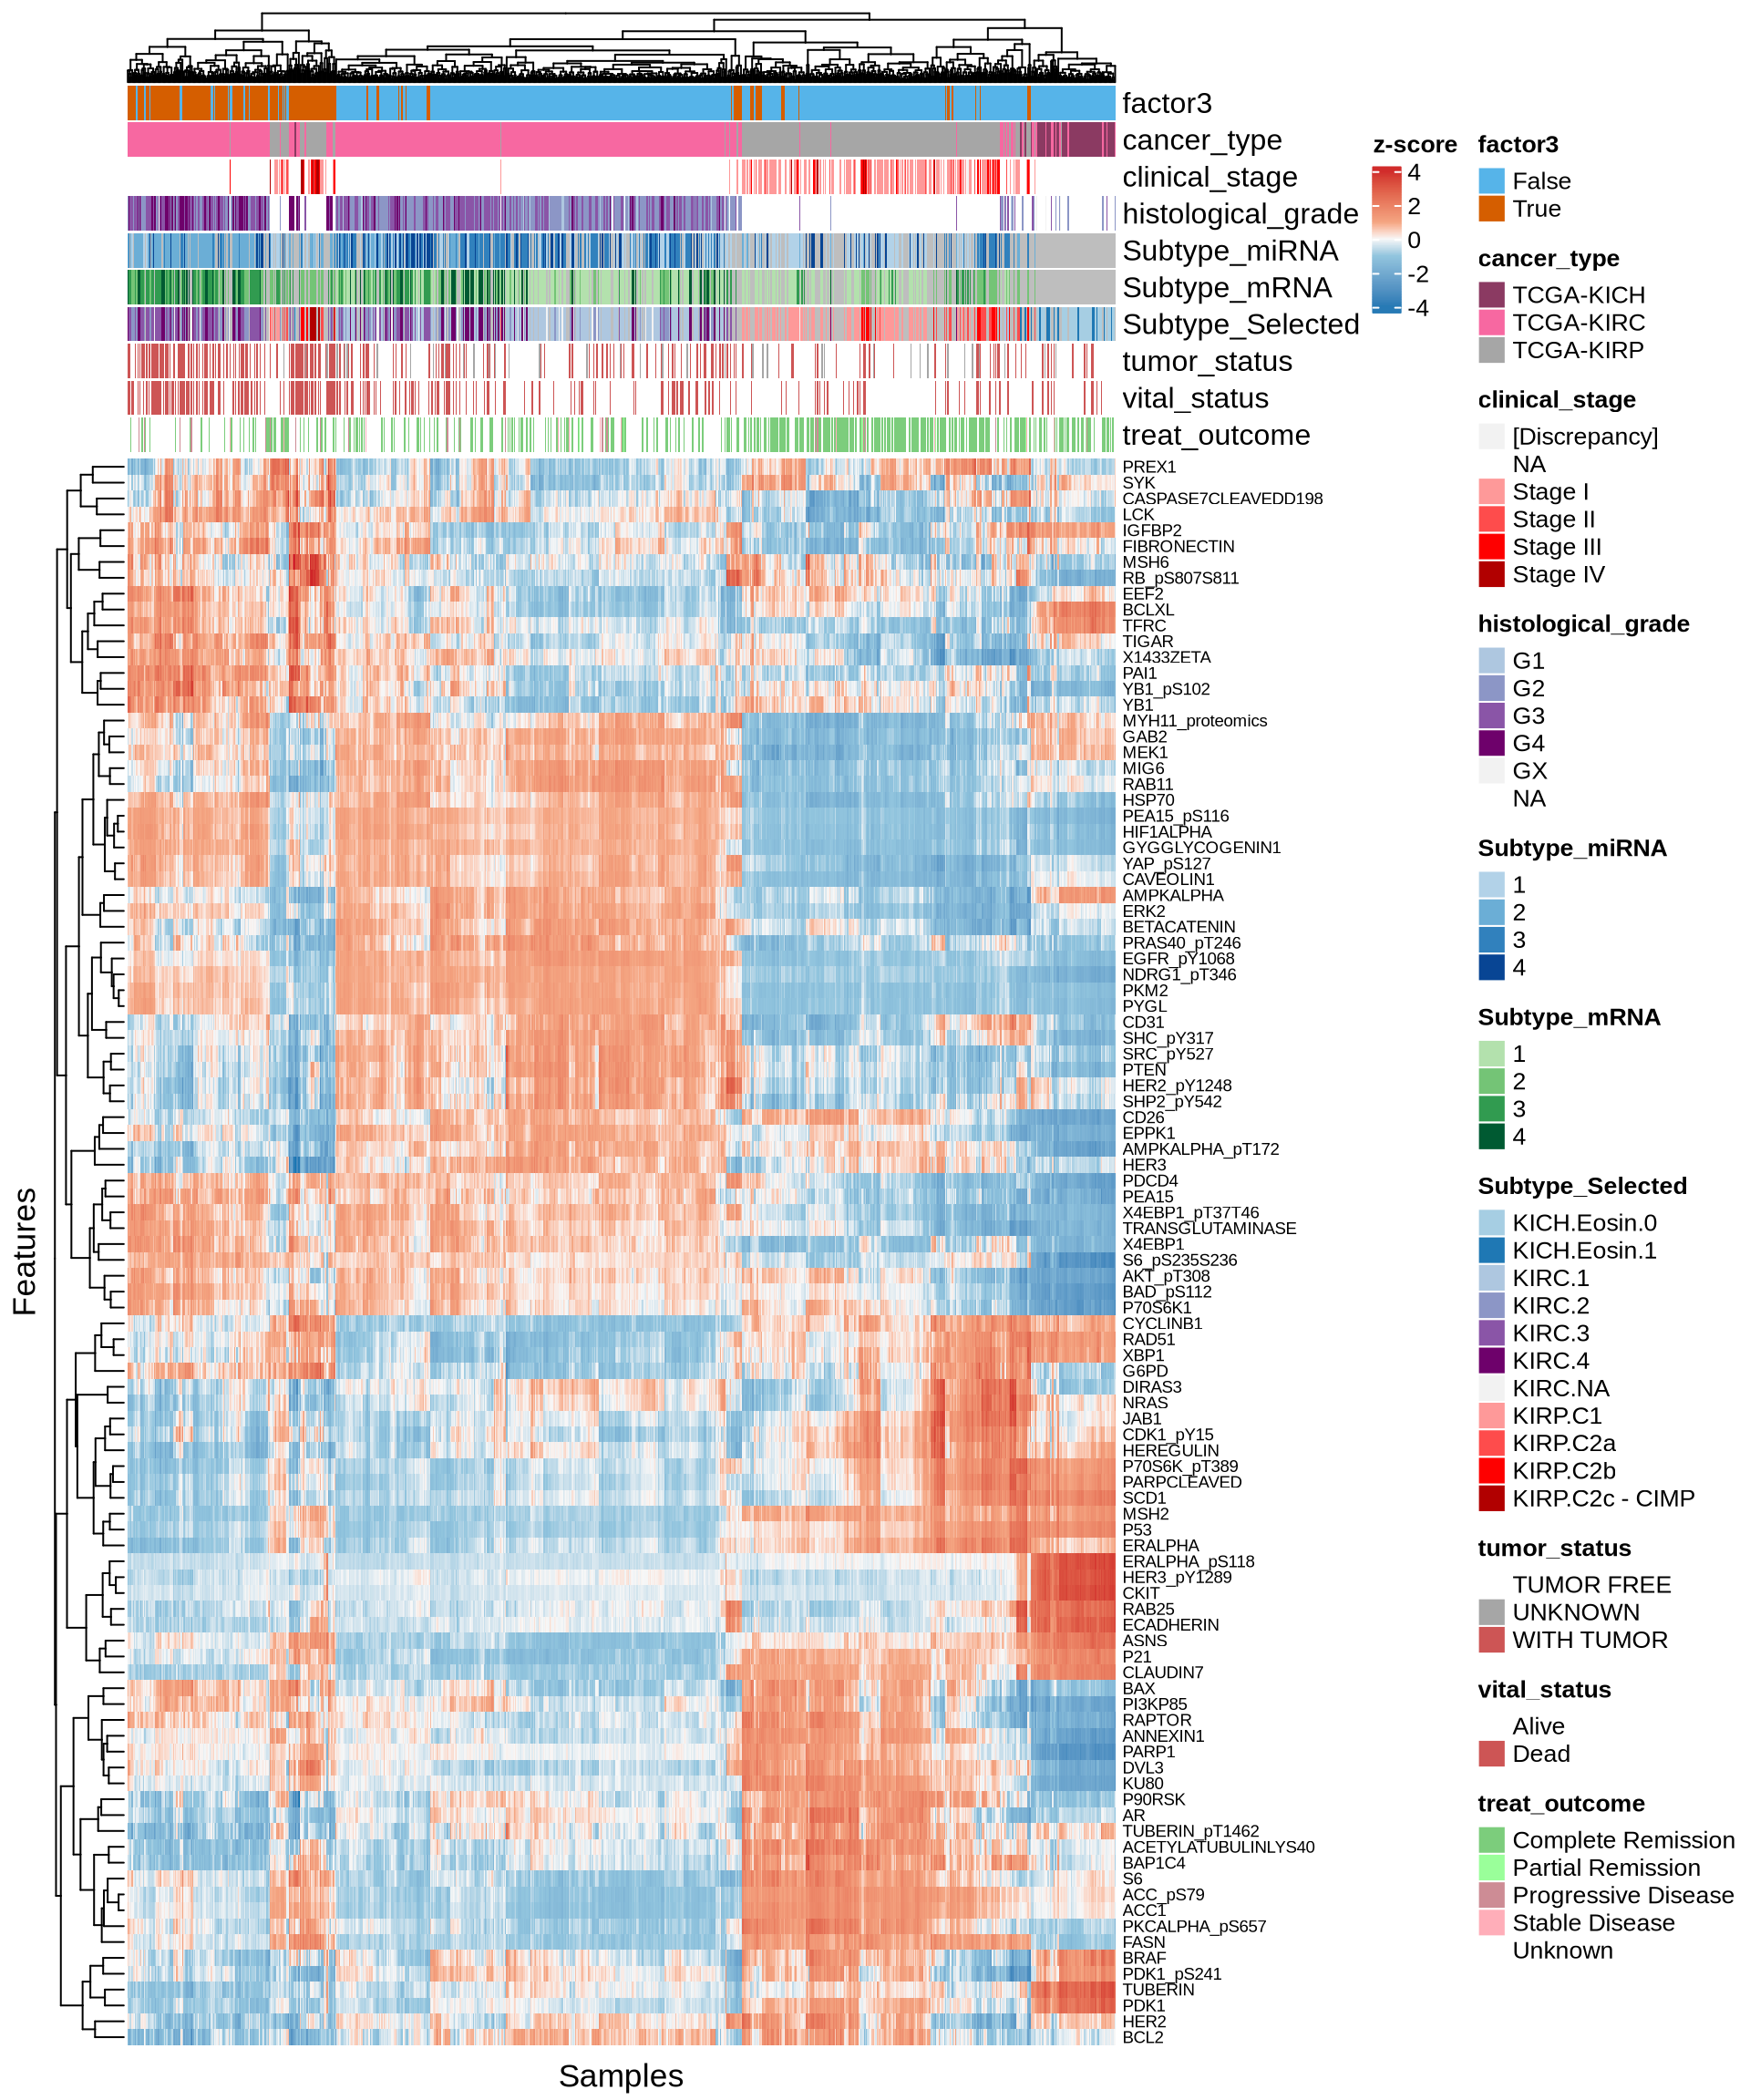 factor3
cancer_type
clinical_stage
histological_grade
Subtype_miRNA
Subtype_mRNA
Subtype_Selected
tumor_status
vital_status
treat_outcome
PREX1
SYK
CASPASE7CLEAVEDD198
LCK
IGFBP2
FIBRONECTIN
MSH6
RB_pS807S811
EEF2
BCLXL
TFRC
TIGAR
X1433ZETA
PAI1
YB1_pS102
YB1
MYH11_proteomics
GAB2
MEK1
MIG6
RAB11
HSP70
PEA15_pS116
HIF1ALPHA
GYGGLYCOGENIN1
YAP_pS127
CAVEOLIN1
AMPKALPHA
ERK2
BETACATENIN
PRAS40_pT246
EGFR_pY1068
NDRG1_pT346
PKM2
PYGL
CD31
SHC_pY317
SRC_pY527
PTEN
HER2_pY1248
SHP2_pY542
CD26
EPPK1
AMPKALPHA_pT172
HER3
PDCD4
PEA15
X4EBP1_pT37T46
TRANSGLUTAMINASE
X4EBP1
S6_pS235S236
AKT_pT308
BAD_pS112
P70S6K1
CYCLINB1
RAD51
XBP1
G6PD
DIRAS3
NRAS
JAB1
CDK1_pY15
HEREGULIN
P70S6K_pT389
PARPCLEAVED
SCD1
MSH2
P53
ERALPHA
ERALPHA_pS118
HER3_pY1289
CKIT
RAB25
ECADHERIN
ASNS
P21
CLAUDIN7
BAX
PI3KP85
RAPTOR
ANNEXIN1
PARP1
DVL3
KU80
P90RSK
AR
TUBERIN_pT1462
ACETYLATUBULINLYS40
BAP1C4
S6
ACC_pS79
ACC1
PKCALPHA_pS657
FASN
BRAF
PDK1_pS241
TUBERIN
PDK1
HER2
BCL2
Features
Samples
z-score
4
2
0
-2
-4
factor3
False
True
cancer_type
TCGA-KICH
TCGA-KIRC
TCGA-KIRP
clinical_stage
[Discrepancy]
NA
Stage I
Stage II
Stage III
Stage IV
histological_grade
G1
G2
G3
G4
GX
NA
Subtype_miRNA
1
2
3
4
Subtype_mRNA
1
2
3
4
Subtype_Selected
KICH.Eosin.0
KICH.Eosin.1
KIRC.1
KIRC.2
KIRC.3
KIRC.4
KIRC.NA
KIRP.C1
KIRP.C2a
KIRP.C2b
KIRP.C2c - CIMP
tumor_status
TUMOR FREE
UNKNOWN
WITH TUMOR
vital_status
Alive
Dead
treat_outcome
Complete Remission
Partial Remission
Progressive Disease
Stable Disease
Unknown